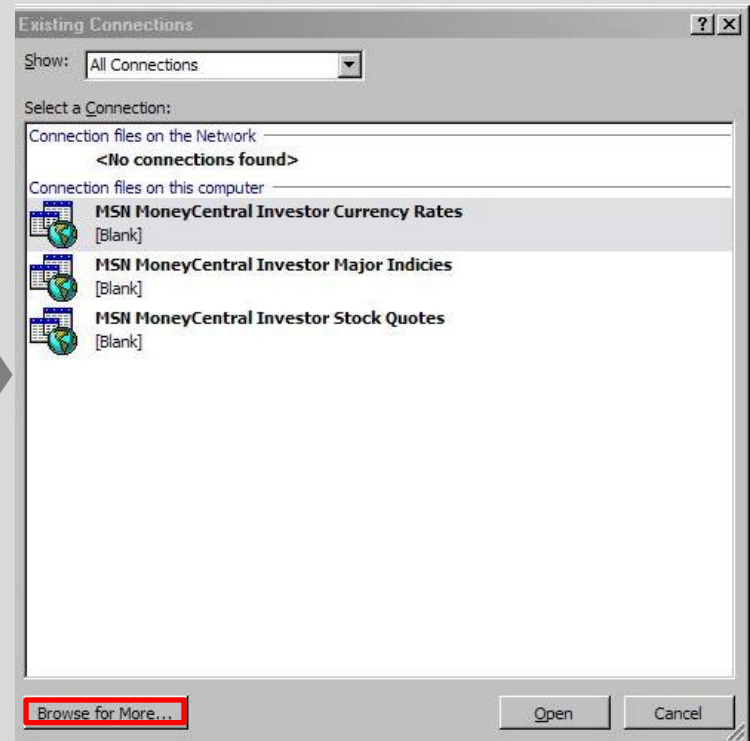 Existing Connections
Show: All Connections
Select a Connection:
Connection files on the Network
<No connections found>
Connection files on this computer
MSN MoneyCentral Investor Currency Rates
[Blank]
MSN MoneyCentral Investor Major Indicies
[Blank]
MSN MoneyCentral Investor Stock Quotes
[Blank]
Browse for More... Open Cancel